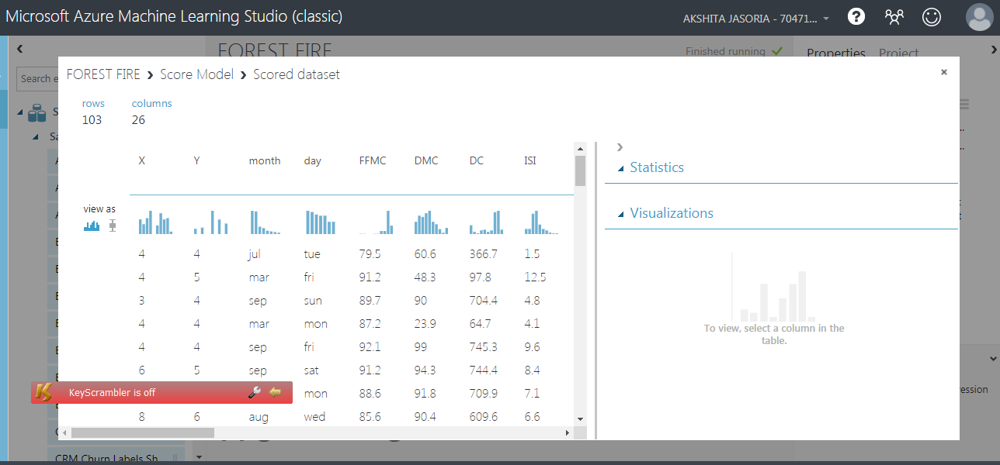 Microsoft Azure Machine Learning Studio (classic)
AKSHITA JASORIA - 70471...
FOREST FIRE
Finished running
Properties Project
Search e
FOREST FIRE > Score Model > Scored dataset
rows columns
103 26
X Y month day FFMC DMC DC ISI
view as
4 4 jul tue 79.5 60.6 366.7 1.5
4 5 mar fri 91.2 48.3 97.8 12.5
3 4 sep sun 89.7 90 704.4 4.8
4 4 mar mon 87.2 23.9 64.7 4.1
4 4 sep fri 92.1 99 745.3 9.6
6 5 sep sat 91.2 94.3 744.4 8.4
KeyScrambler is off
mon 88.6 91.8 709.9 7.1
8 6 aug wed 85.6 90.4 609.6 6.6
Statistics
Visualizations
To view, select a column in the
table.
ession
CRM Churn Labels Sh